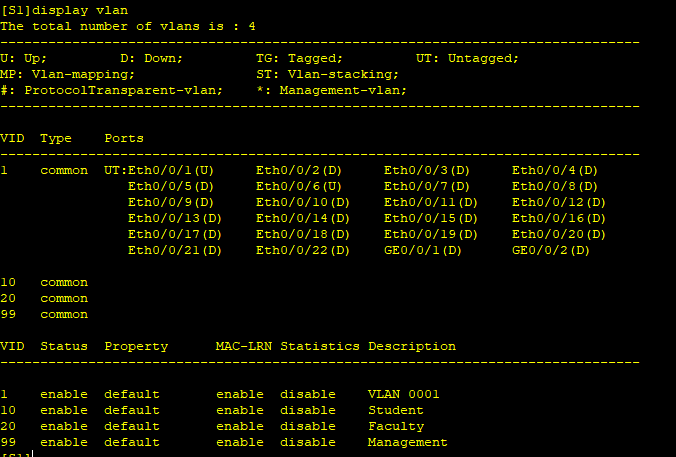 [S1]display vlan
The total number of vlans is : 4
--------------------------------------------------------------------------------
U: Up;         D: Down;         TG: Tagged;         UT: Untagged;
MP: Vlan-mapping;               ST: Vlan-stacking;
#: ProtocolTransparent-vlan;    *: Management-vlan;
--------------------------------------------------------------------------------
VID  Type    Ports
--------------------------------------------------------------------------------
1    common  UT:Eth0/0/1(U)     Eth0/0/2(D)     Eth0/0/3(D)     Eth0/0/4(D)
                Eth0/0/5(D)     Eth0/0/6(U)     Eth0/0/7(D)     Eth0/0/8(D)
                Eth0/0/9(D)     Eth0/0/10(D)    Eth0/0/11(D)    Eth0/0/12(D)
                Eth0/0/13(D)    Eth0/0/14(D)    Eth0/0/15(D)    Eth0/0/16(D)
                Eth0/0/17(D)    Eth0/0/18(D)    Eth0/0/19(D)    Eth0/0/20(D)
                Eth0/0/21(D)    Eth0/0/22(D)    GE0/0/1(D)      GE0/0/2(D)
10   common
20   common
99   common
VID  Status  Property      MAC-LRN Statistics Description
--------------------------------------------------------------------------------
1    enable  default       enable  disable    VLAN 0001
10   enable  default       enable  disable    Student
20   enable  default       enable  disable    Faculty
99   enable  default       enable  disable    Management
[S1]